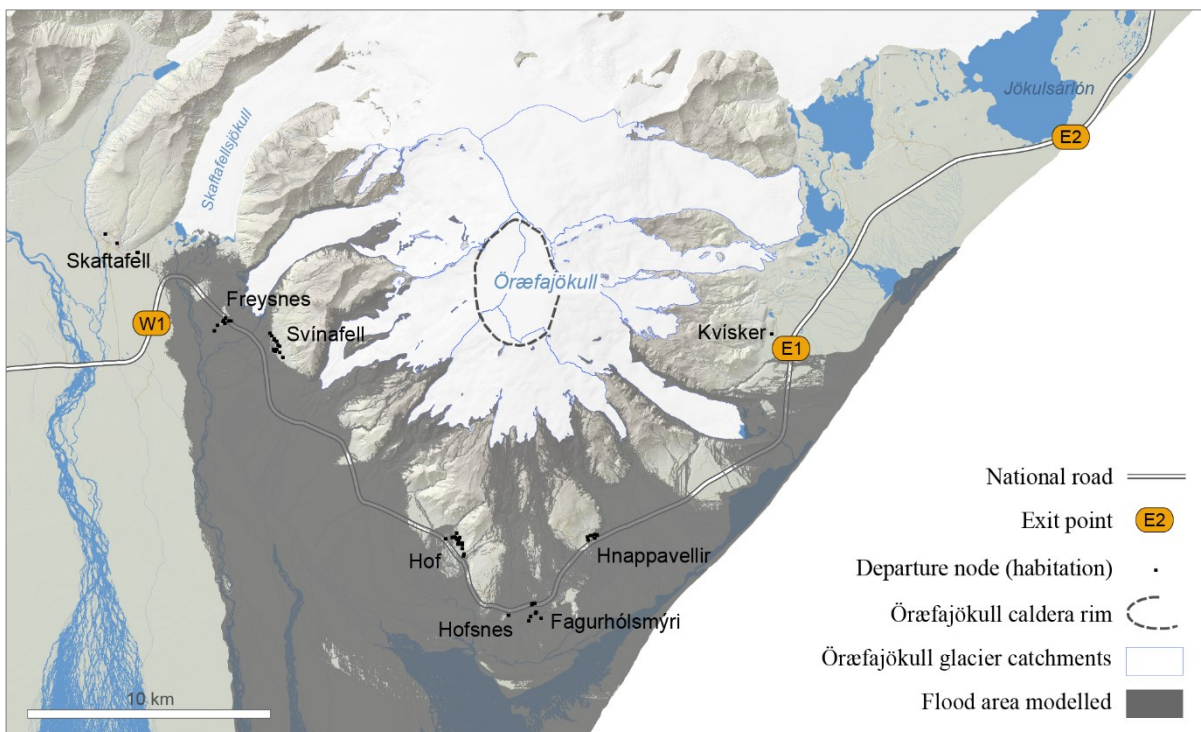 Jökulsárlón
E2
Skaftafellsjökull
Skaftafell
Öræfajökull
Freysnes
W1
Svínafell
Kvísker
E1
National road
Exit point
E2
Hof
Hnappavellir
Departure node (habitation)
Hofsnes
Fagurhólsmýri
Öræfajökull caldera rim
Öræfajökull glacier catchments
10 km
Flood area modelled